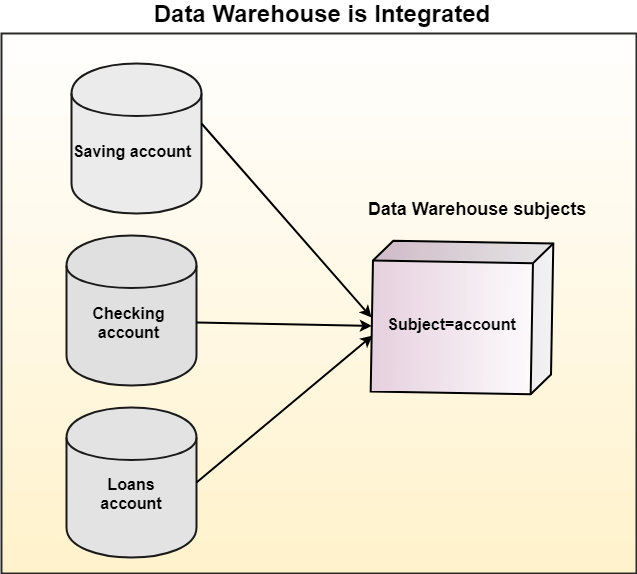 Data Warehouse is Integrated
Saving account
Data Warehouse subjects
Checking
account
Subject=account
Loans
account